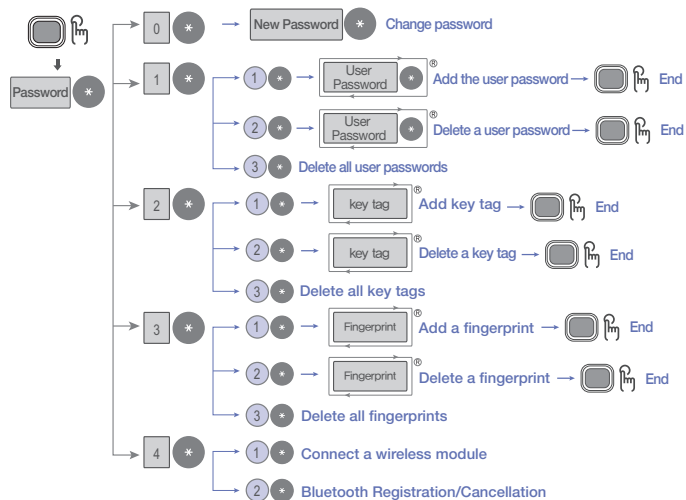 0 * New Password * Change password
Password *
1 * 1 * User Password * ® Add the user password End
2 * User Password * ® Delete a user password End
3 * Delete all user passwords
2 * 1 * key tag ® Add key tag End
2 * key tag ® Delete a key tag End
3 * Delete all key tags
3 * 1 * Fingerprint ® Add a fingerprint End
2 * Fingerprint ® Delete a fingerprint End
3 * Delete all fingerprints
4 * 1 * Connect a wireless module
2 * Bluetooth Registration/Cancellation